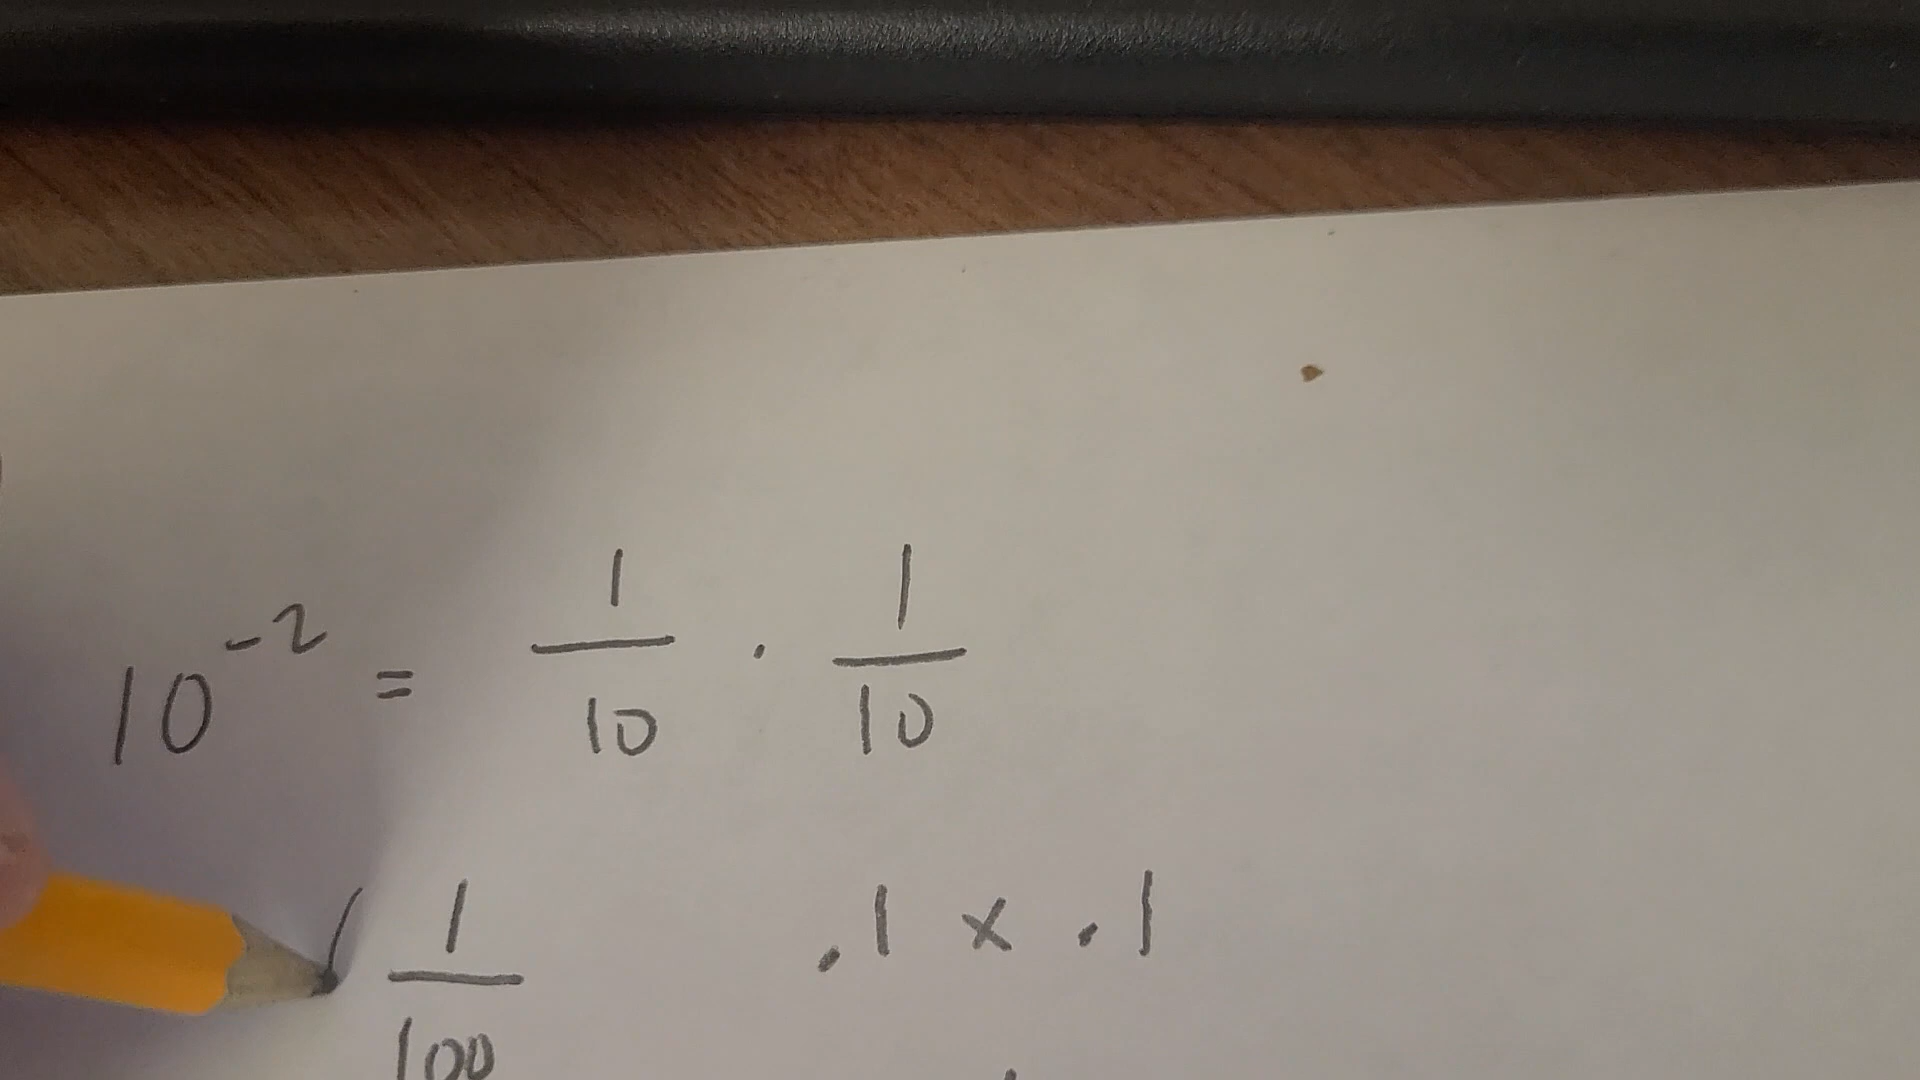 10^-2 = 1/10 · 1/10
1/100 .1 x .1